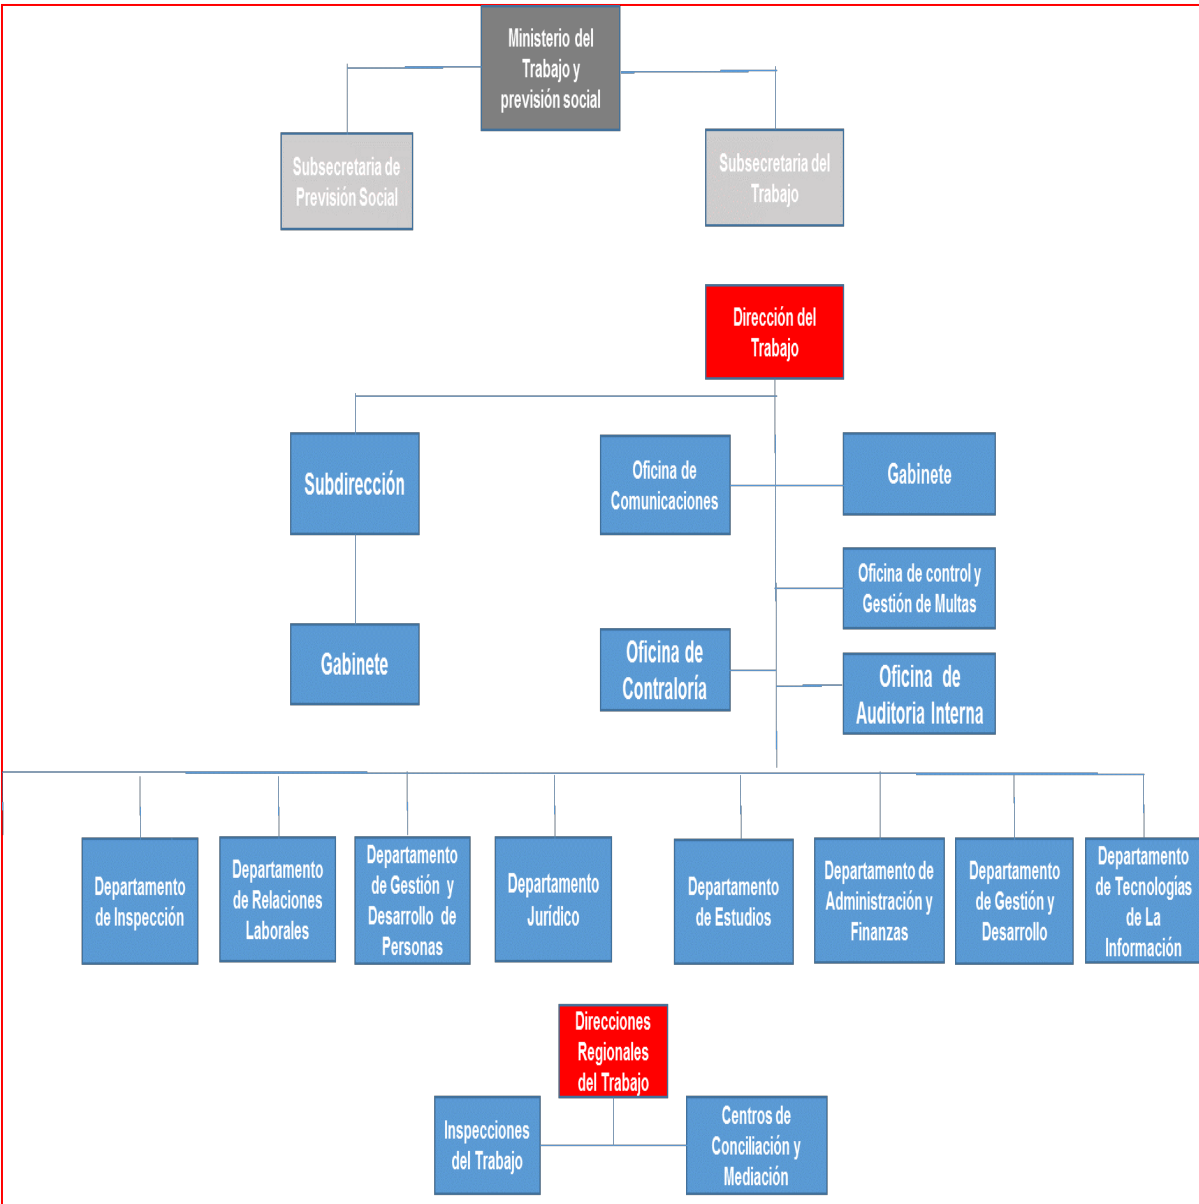 Ministerio del
Trabajo y
previsión social
Subsecretaria de
Previsión Social
Subsecretaria del
Trabajo
Dirección del
Trabajo
Subdirección
Oficina de
Comunicaciones
Gabinete
Oficina de control y
Gestión de Multas
Gabinete
Oficina de
Contraloría
Oficina de
Auditoria Interna
Departamento
de Inspección
Departamento
de Relaciones
Laborales
Departamento
de Gestión y
Desarrollo de
Personas
Departamento
Jurídico
Departamento
de Estudios
Departamento de
Administración y
Finanzas
Departamento
de Gestión y
Desarrollo
Departamento
de Tecnologías
de La
Información
Direcciones
Regionales
del Trabajo
Inspecciones
del Trabajo
Centros de
Conciliación y
Mediación